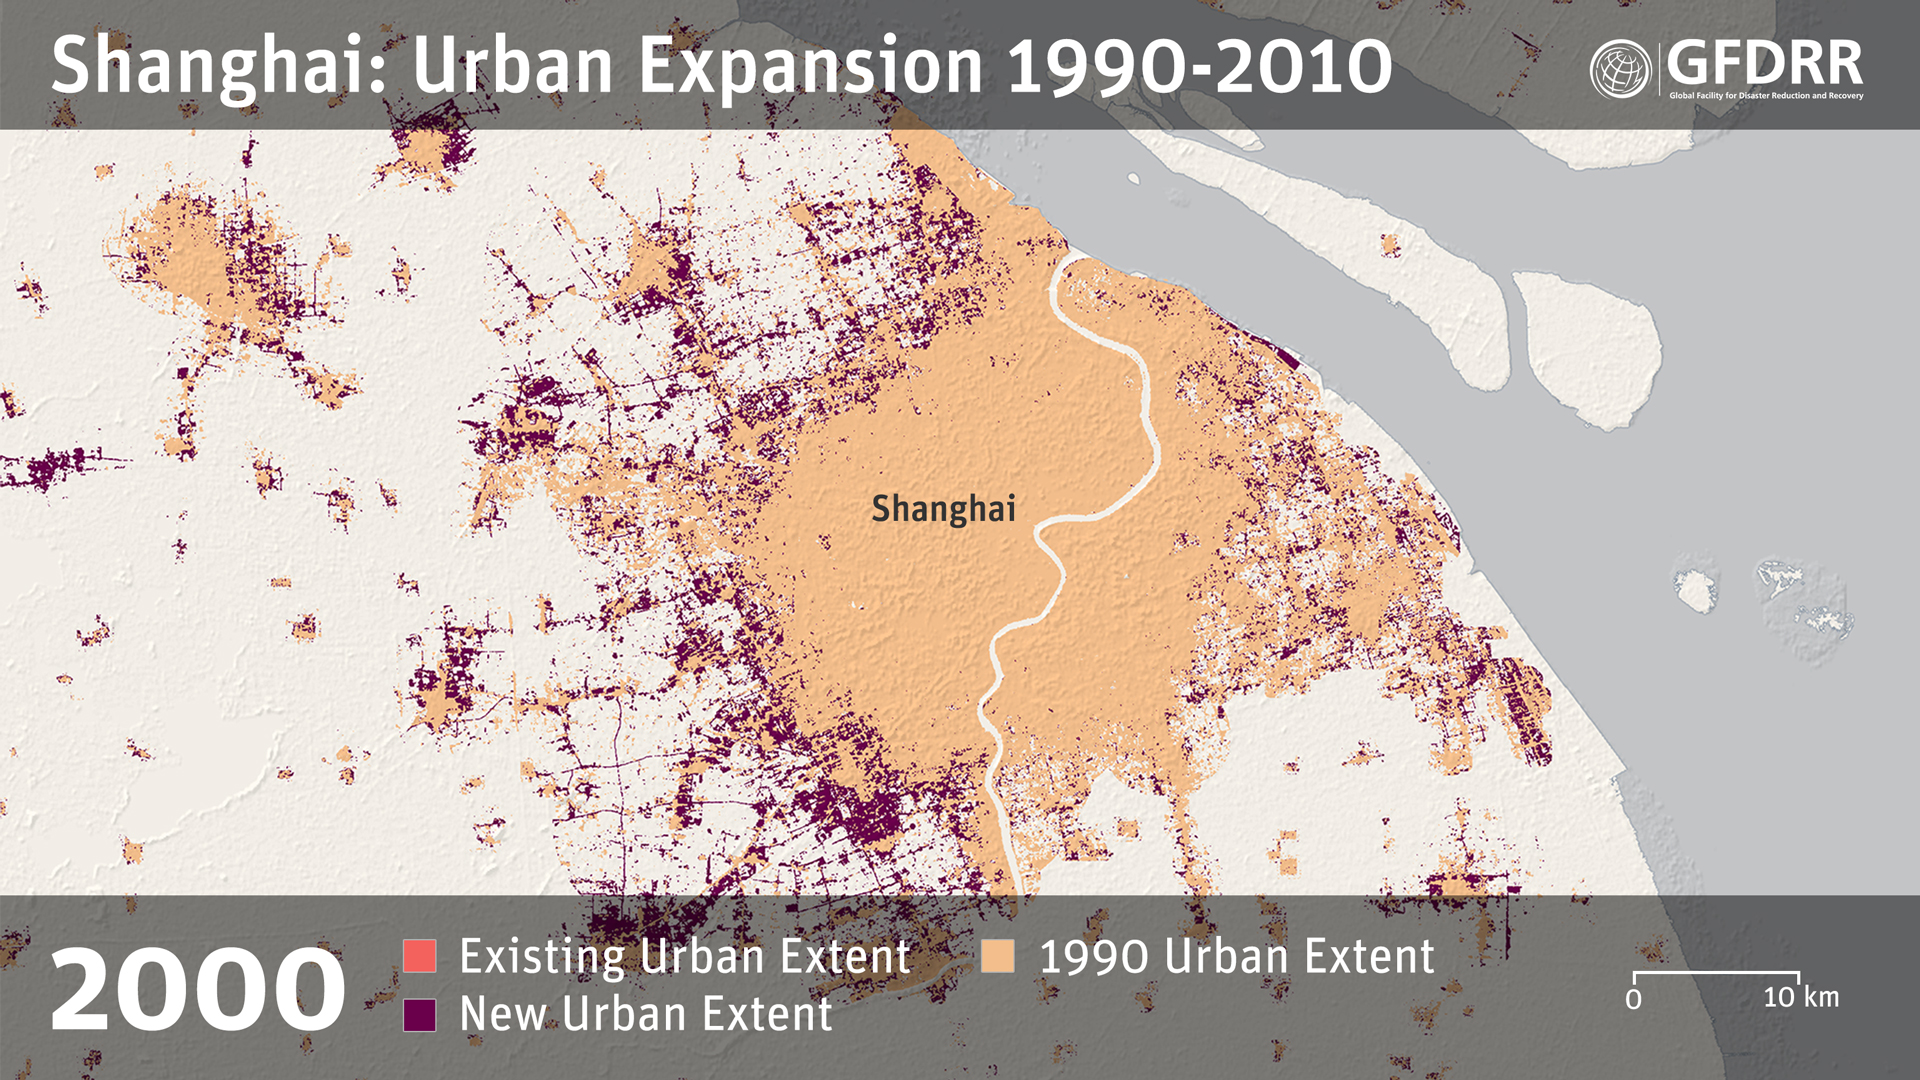 Shanghai: Urban Expansion 1990-2010
GFDRR
Global Facility for Disaster Reduction and Recovery
Shanghai
2000
Existing Urban Extent
1990 Urban Extent
New Urban Extent
0
10 km